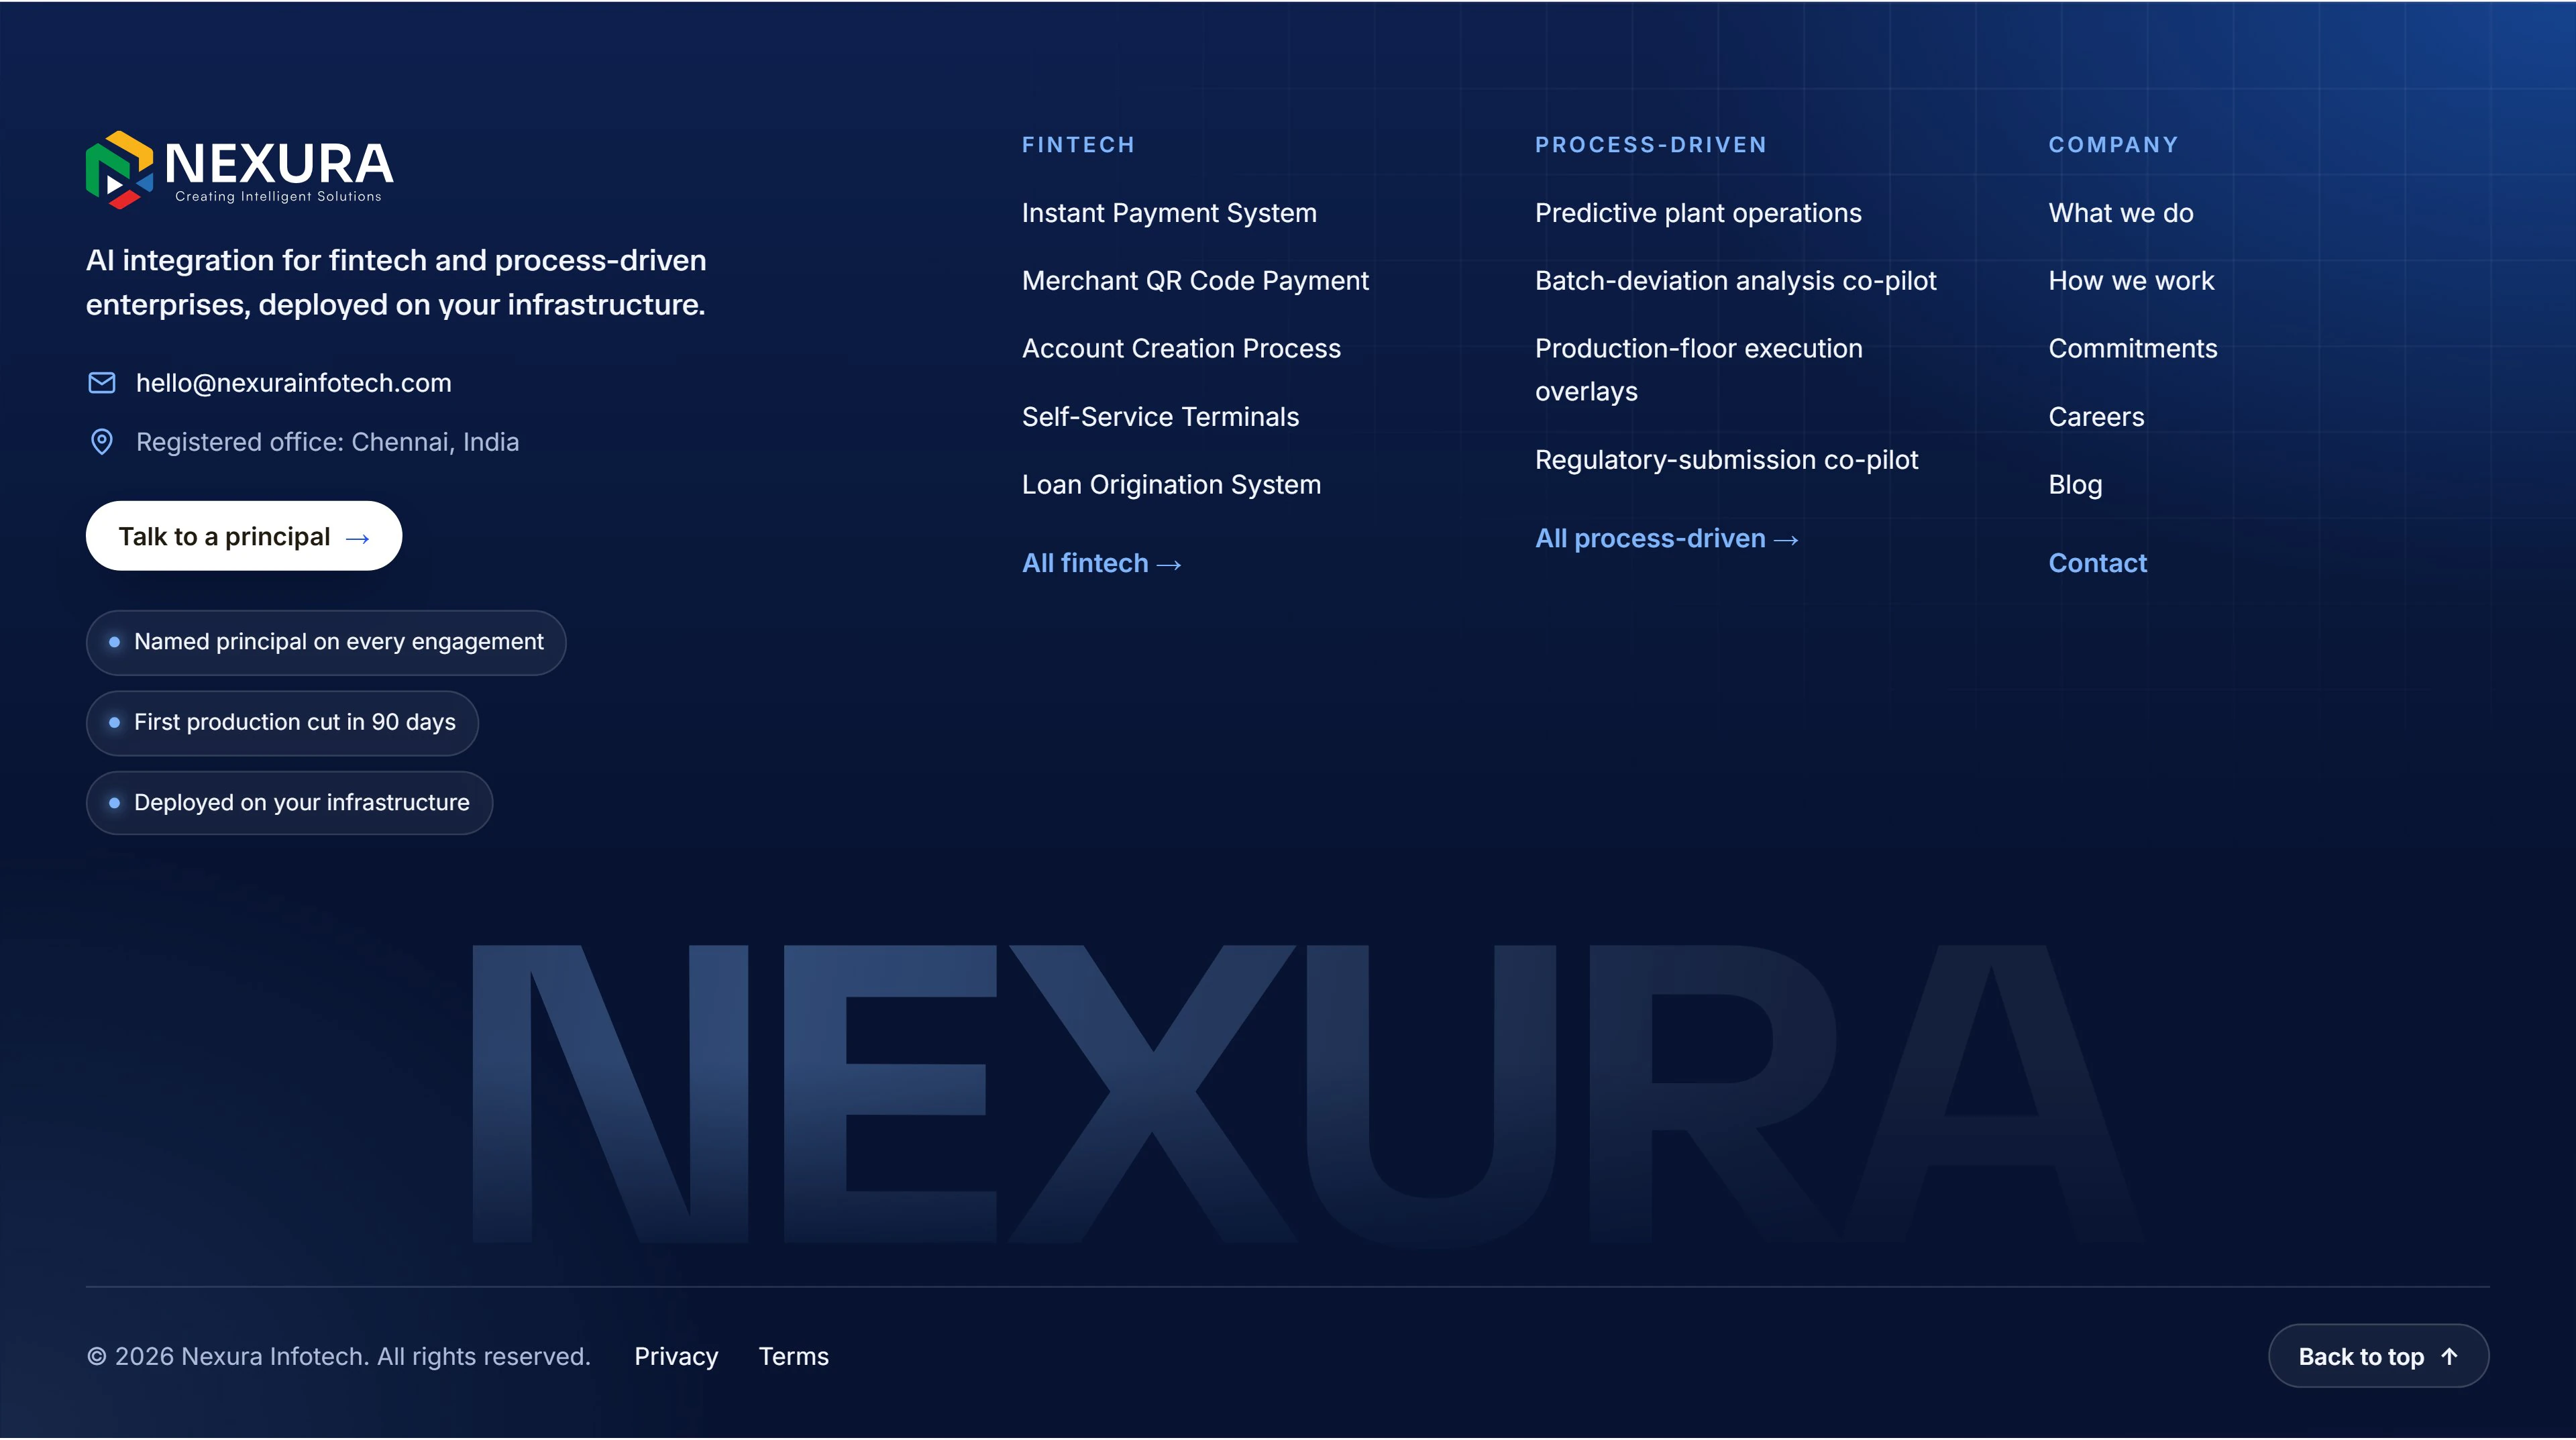 NEXURA
Creating Intelligent Solutions
AI integration for fintech and process-driven
enterprises, deployed on your infrastructure.
hello@nexurainfotech.com
Registered office: Chennai, India
Talk to a principal →
Named principal on every engagement
First production cut in 90 days
Deployed on your infrastructure
FINTECH
Instant Payment System
Merchant QR Code Payment
Account Creation Process
Self-Service Terminals
Loan Origination System
All fintech →
PROCESS-DRIVEN
Predictive plant operations
Batch-deviation analysis co-pilot
Production-floor execution
overlays
Regulatory-submission co-pilot
All process-driven →
COMPANY
What we do
How we work
Commitments
Careers
Blog
Contact
NEXURA
© 2026 Nexura Infotech. All rights reserved. Privacy Terms
Back to top ↑